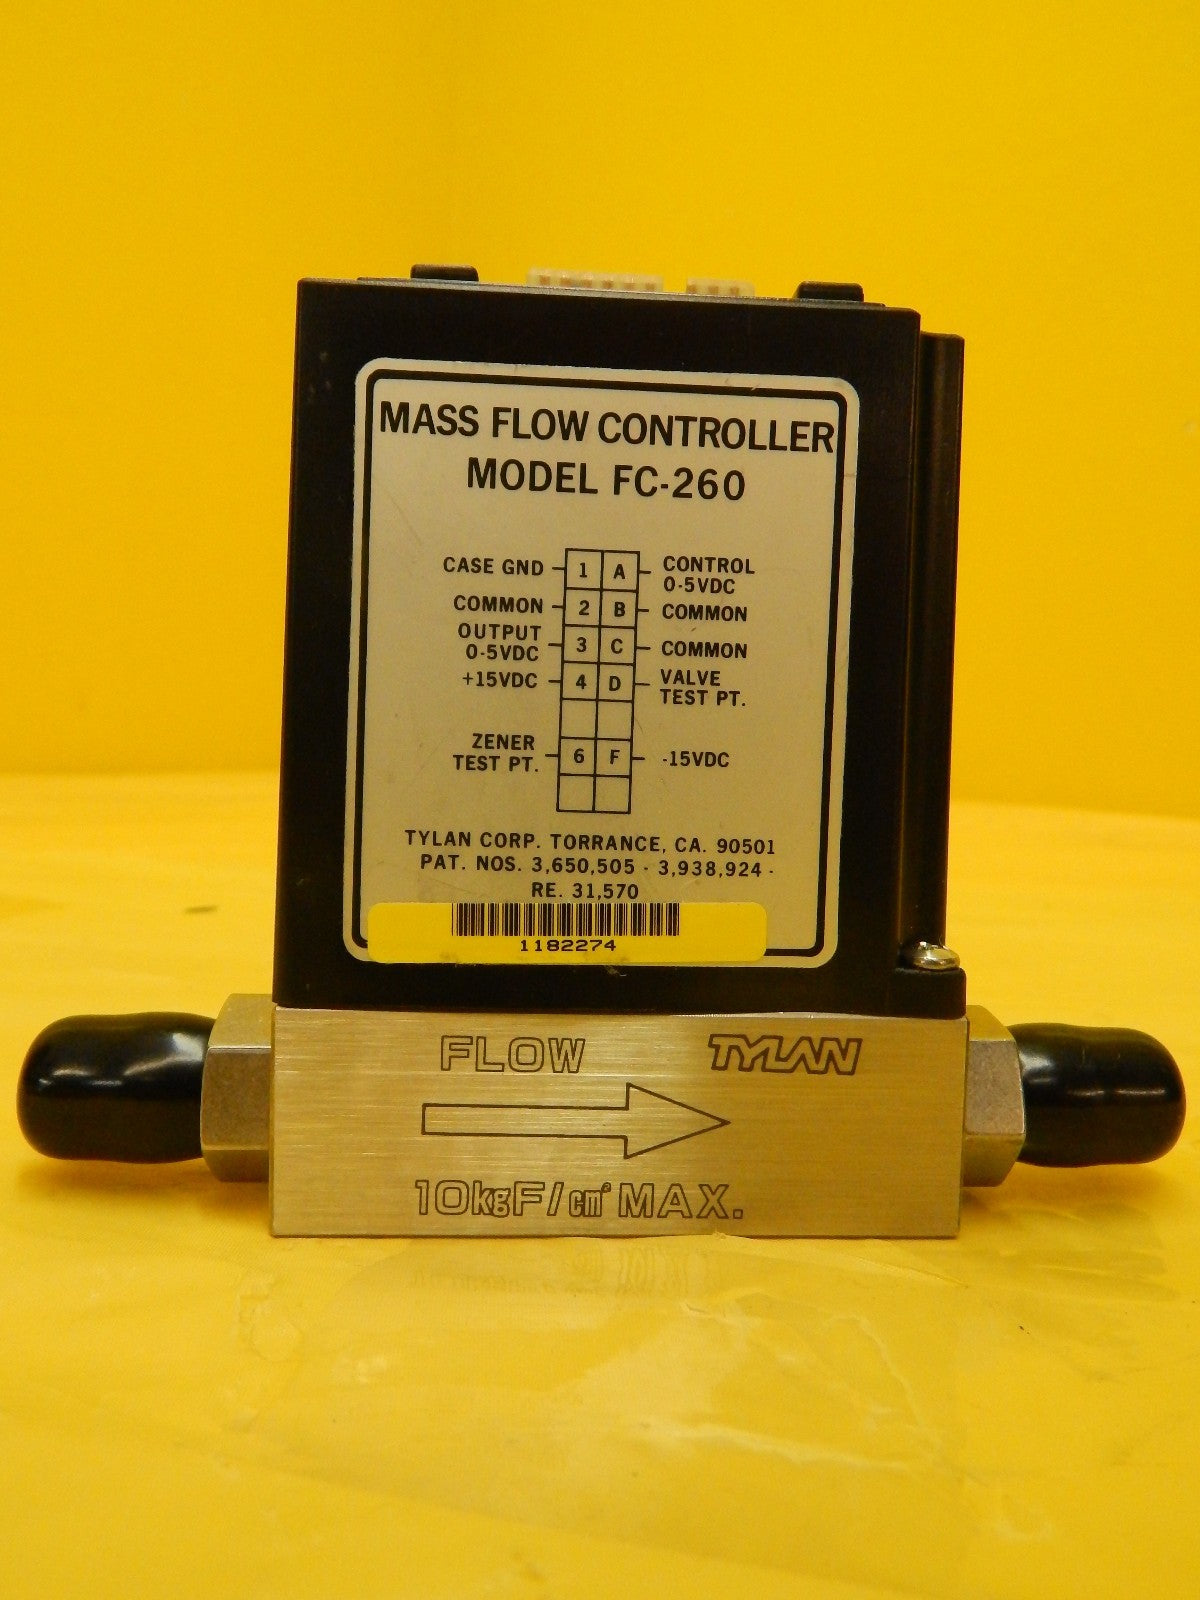 MASS FLOW CONTROLLER
MODEL FC-260
CASE GND 1 A CONTROL
0-5VDC
COMMON 2 B COMMON
OUTPUT
0-5VDC 3 C COMMON
+15VDC 4 D VALVE
TEST PT.
ZENER
TEST PT. 6 F -15VDC
TYLAN CORP. TORRANCE, CA. 90501
PAT. NOS. 3,650,505 - 3,938,924 -
RE. 31,570
1182274
FLOW TYLAN
10kgF/cm² MAX.